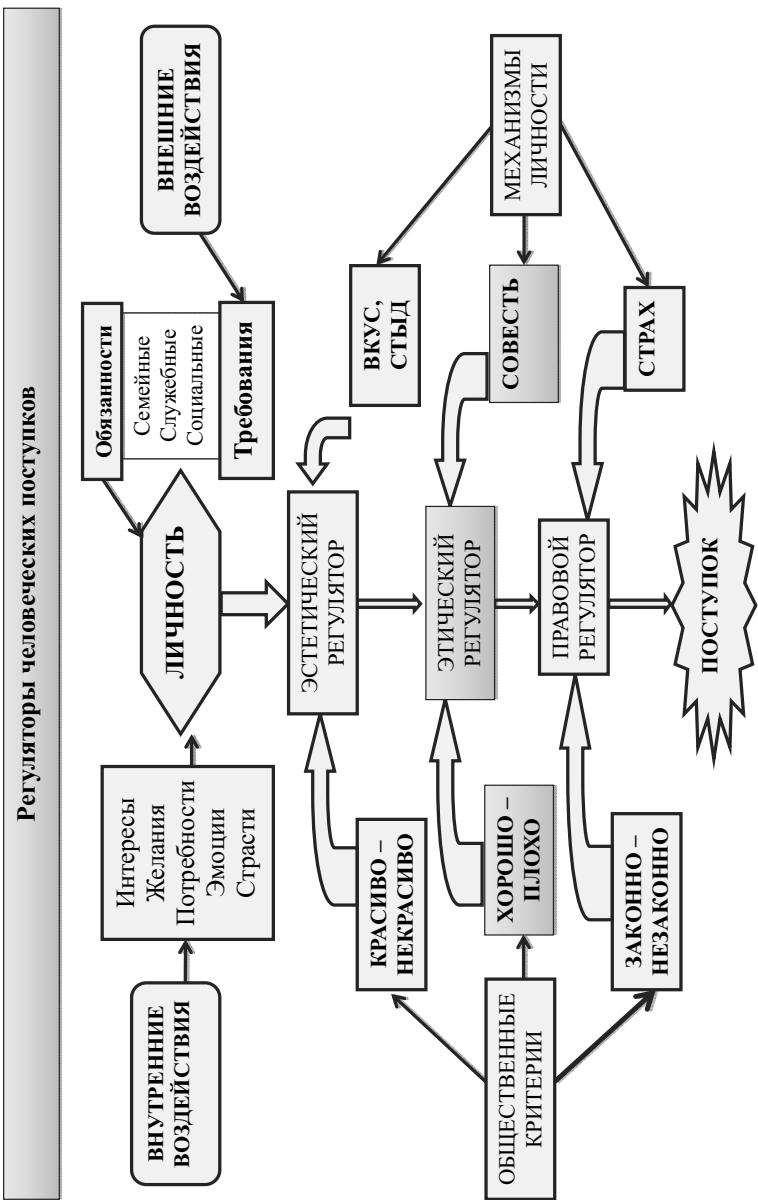 Регуляторы человеческих поступков
ВНУТРЕННИЕ
ВОЗДЕЙСТВИЯ
Интересы
Желания
Потребности
Эмоции
Страсти
ЛИЧНОСТЬ
Обязанности
Семейные
Служебные
Социальные
Требования
ВНЕШНИЕ
ВОЗДЕЙСТВИЯ
ЭСТЕТИЧЕСКИЙ
РЕГУЛЯТОР
КРАСИВО –
НЕКРАСИВО
ВКУС,
СТЫД
ОБЩЕСТВЕННЫЕ
КРИТЕРИИ
ХОРОШО –
ПЛОХО
ЭТИЧЕСКИЙ
РЕГУЛЯТОР
СОВЕСТЬ
МЕХАНИЗМЫ
ЛИЧНОСТИ
ЗАКОННО –
НЕЗАКОННО
ПРАВОВОЙ
РЕГУЛЯТОР
СТРАХ
ПОСТУПОК